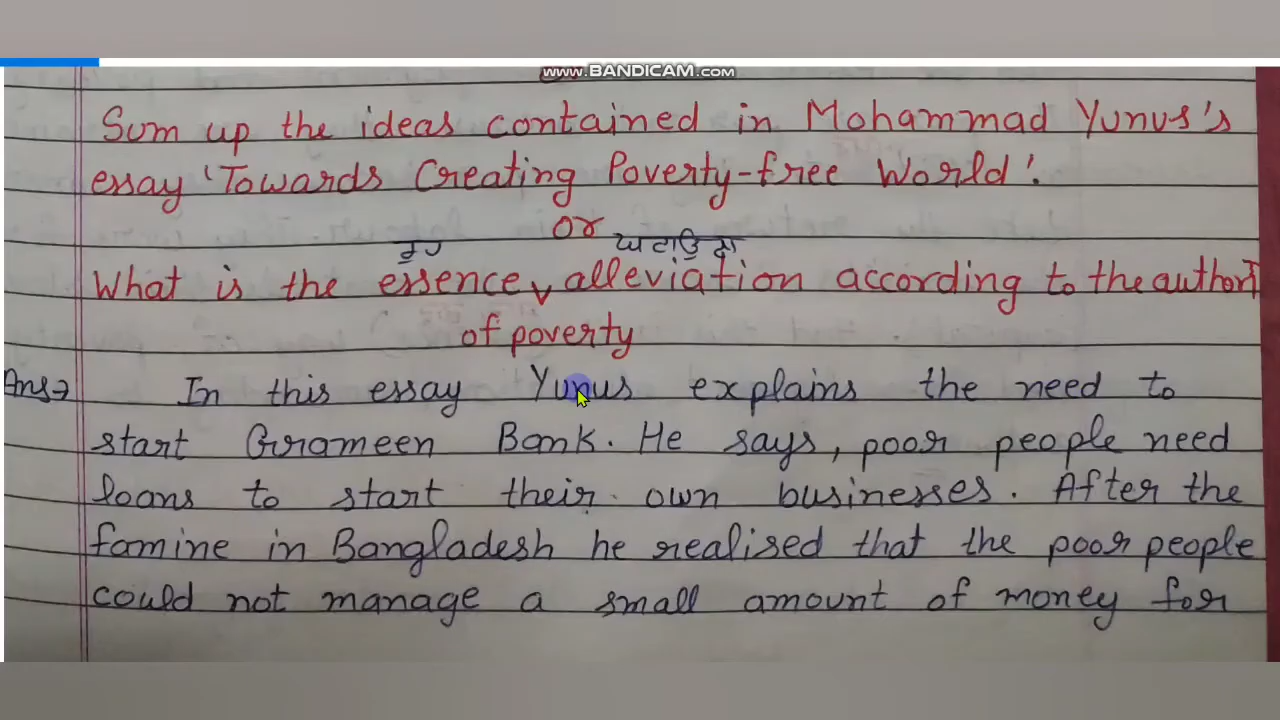 www.BANDICAM.com
Sum up the ideas contained in Mohammad Yunus's
essay 'Towards Creating Poverty-free World'.
or
ਰੂਹ ਘਟਾਉਣਾ
What is the essence alleviation according to the author?
of poverty
Ans→ In this essay Yunus explains the need to
start Grameen Bank. He says, poor people need
loans to start their own businesses. After the
famine in Bangladesh he realised that the poor people
could not manage a small amount of money for